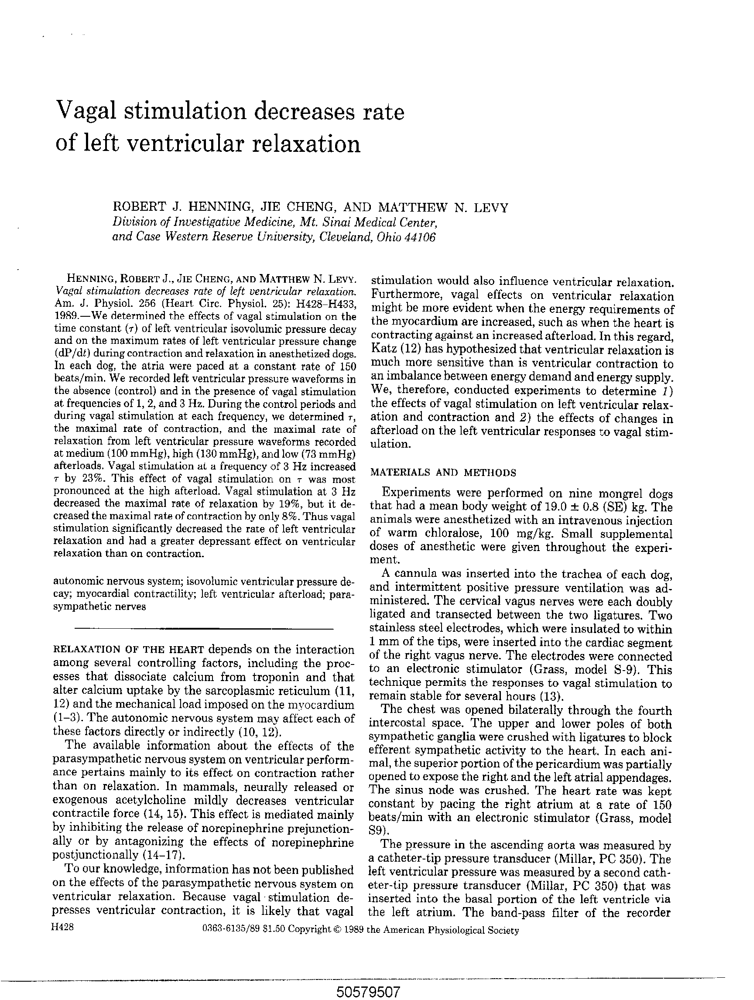 Vagal stimulation decreases rate
of left ventricular relaxation
ROBERT J. HENNING, JIE CHENG, AND MATTHEW N. LEVY
Division of Investigative Medicine, Mt. Sinai Medical Center,
and Case Western Reserve University, Cleveland, Ohio 44106
HENNING, ROBERT J., JIE CHENG, AND MATTHEW N. LEVY.
Vagal stimulation decreases rate of left ventricular relaxation.
Am. J. Physiol. 256 (Heart Circ. Physiol. 25): H428–H433,
1989.—We determined the effects of vagal stimulation on the
time constant (τ) of left ventricular isovolumic pressure decay
and on the maximum rates of left ventricular pressure change
(dP/dt) during contraction and relaxation in anesthetized dogs.
In each dog, the atria were paced at a constant rate of 150
beats/min. We recorded left ventricular pressure waveforms in
the absence (control) and in the presence of vagal stimulation
at frequencies of 1, 2, and 3 Hz. During the control periods and
during vagal stimulation at each frequency, we determined τ,
the maximal rate of contraction, and the maximal rate of
relaxation from left ventricular pressure waveforms recorded
at medium (100 mmHg), high (130 mmHg), and low (73 mmHg)
afterloads. Vagal stimulation at a frequency of 3 Hz increased
τ by 23%. This effect of vagal stimulation on τ was most
pronounced at the high afterload. Vagal stimulation at 3 Hz
decreased the maximal rate of relaxation by 19%, but it de-
creased the maximal rate of contraction by only 8%. Thus vagal
stimulation significantly decreased the rate of left ventricular
relaxation and had a greater depressant effect on ventricular
relaxation than on contraction.
autonomic nervous system; isovolumic ventricular pressure de-
cay; myocardial contractility; left ventricular afterload; para-
sympathetic nerves
RELAXATION OF THE HEART depends on the interaction
among several controlling factors, including the proc-
esses that dissociate calcium from troponin and that
alter calcium uptake by the sarcoplasmic reticulum (11,
12) and the mechanical load imposed on the myocardium
(1–3). The autonomic nervous system may affect each of
these factors directly or indirectly (10, 12).
The available information about the effects of the
parasympathetic nervous system on ventricular perform-
ance pertains mainly to its effect on contraction rather
than on relaxation. In mammals, neurally released or
exogenous acetylcholine mildly decreases ventricular
contractile force (14, 15). This effect is mediated mainly
by inhibiting the release of norepinephrine prejunction-
ally or by antagonizing the effects of norepinephrine
postjunctionally (14–17).
To our knowledge, information has not been published
on the effects of the parasympathetic nervous system on
ventricular relaxation. Because vagal stimulation de-
presses ventricular contraction, it is likely that vagal
stimulation would also influence ventricular relaxation.
Furthermore, vagal effects on ventricular relaxation
might be more evident when the energy requirements of
the myocardium are increased, such as when the heart is
contracting against an increased afterload. In this regard,
Katz (12) has hypothesized that ventricular relaxation is
much more sensitive than is ventricular contraction to
an imbalance between energy demand and energy supply.
We, therefore, conducted experiments to determine 1)
the effects of vagal stimulation on left ventricular relax-
ation and contraction and 2) the effects of changes in
afterload on the left ventricular responses to vagal stim-
ulation.
MATERIALS AND METHODS
Experiments were performed on nine mongrel dogs
that had a mean body weight of 19.0 ± 0.8 (SE) kg. The
animals were anesthetized with an intravenous injection
of warm chloralose, 100 mg/kg. Small supplemental
doses of anesthetic were given throughout the experi-
ment.
A cannula was inserted into the trachea of each dog,
and intermittent positive pressure ventilation was ad-
ministered. The cervical vagus nerves were each doubly
ligated and transected between the two ligatures. Two
stainless steel electrodes, which were insulated to within
1 mm of the tips, were inserted into the cardiac segment
of the right vagus nerve. The electrodes were connected
to an electronic stimulator (Grass, model S-9). This
technique permits the responses to vagal stimulation to
remain stable for several hours (13).
The chest was opened bilaterally through the fourth
intercostal space. The upper and lower poles of both
sympathetic ganglia were crushed with ligatures to block
efferent sympathetic activity to the heart. In each ani-
mal, the superior portion of the pericardium was partially
opened to expose the right and the left atrial appendages.
The sinus node was crushed. The heart rate was kept
constant by pacing the right atrium at a rate of 150
beats/min with an electronic stimulator (Grass, model
S9).
The pressure in the ascending aorta was measured by
a catheter-tip pressure transducer (Millar, PC 350). The
left ventricular pressure was measured by a second cath-
eter-tip pressure transducer (Millar, PC 350) that was
inserted into the basal portion of the left ventricle via
the left atrium. The band-pass filter of the recorder
H428 0363-6135/89 $1.50 Copyright © 1989 the American Physiological Society
50579507